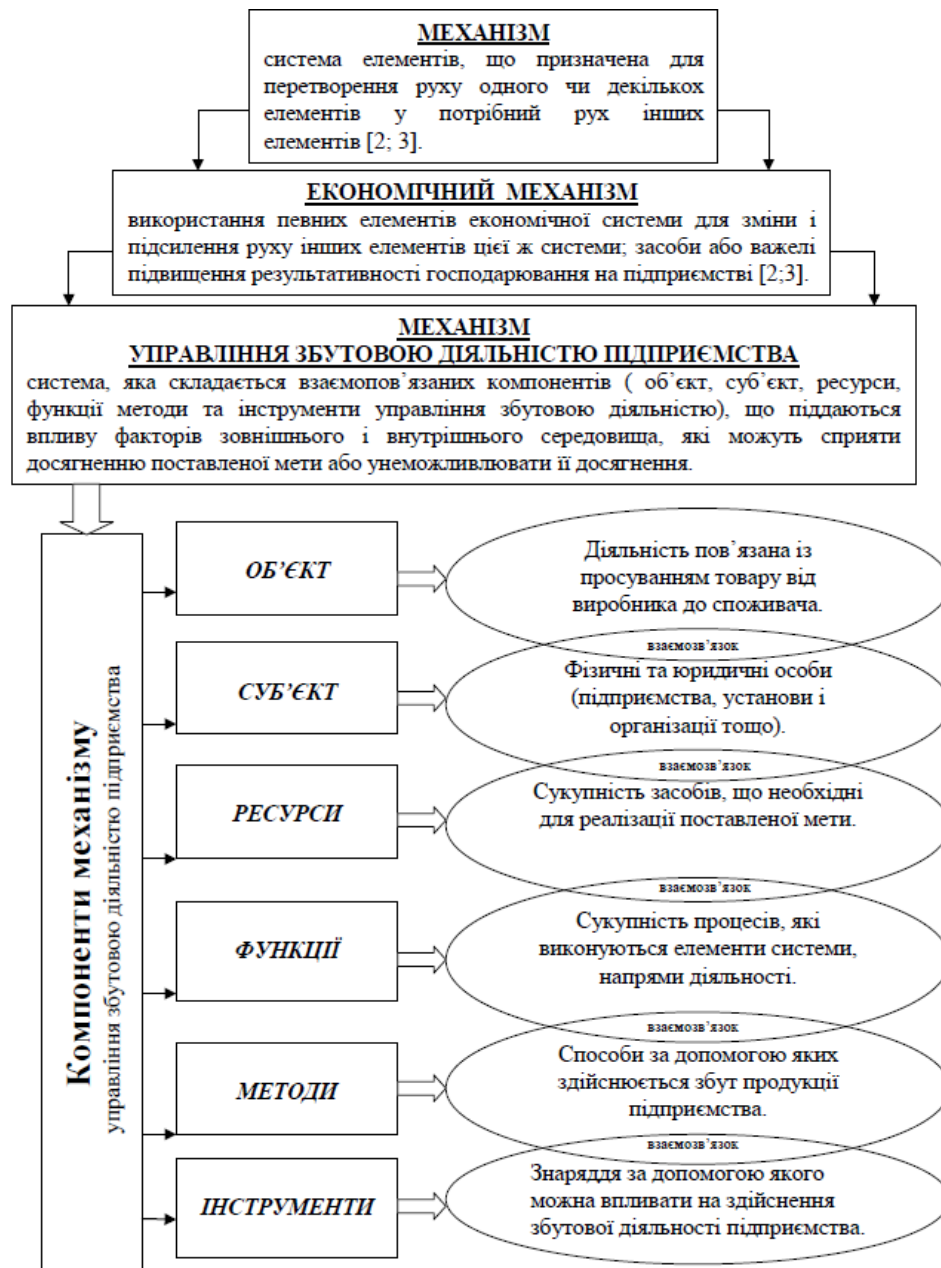 МЕХАНІЗМ
система елементів, що призначена для
перетворення руху одного чи декількох
елементів у потрібний рух інших
елементів [2; 3].
ЕКОНОМІЧНИЙ МЕХАНІЗМ
використання певних елементів економічної системи для зміни і
підсилення руху інших елементів цієї ж системи; засоби або важелі
підвищення результативності господарювання на підприємстві [2;3].
МЕХАНІЗМ
УПРАВЛІННЯ ЗБУТОВОЮ ДІЯЛЬНІСТЮ ПІДПРИЄМСТВА
система, яка складається взаємопов’язаних компонентів ( об’єкт, суб’єкт, ресурси,
функції методи та інструменти управління збутовою діяльністю), що піддаються
впливу факторів зовнішнього і внутрішнього середовища, які можуть сприяти
досягненню поставленої мети або унеможливлювати її досягнення.
Компоненти механізму
управління збутовою діяльністю підприємства
ОБ’ЄКТ
Діяльність пов’язана із
просуванням товару від
виробника до споживача.
взаємозв’язок
СУБ’ЄКТ
Фізичні та юридичні особи
(підприємства, установи і
організації тощо).
взаємозв’язок
РЕСУРСИ
Сукупність засобів, що необхідні
для реалізації поставленої мети.
взаємозв’язок
ФУНКЦІЇ
Сукупність процесів, які
виконуються елементи системи,
напрями діяльності.
взаємозв’язок
МЕТОДИ
Способи за допомогою яких
здійснюється збут продукції
підприємства.
взаємозв’язок
ІНСТРУМЕНТИ
Знаряддя за допомогою якого
можна впливати на здійснення
збутової діяльності підприємства.